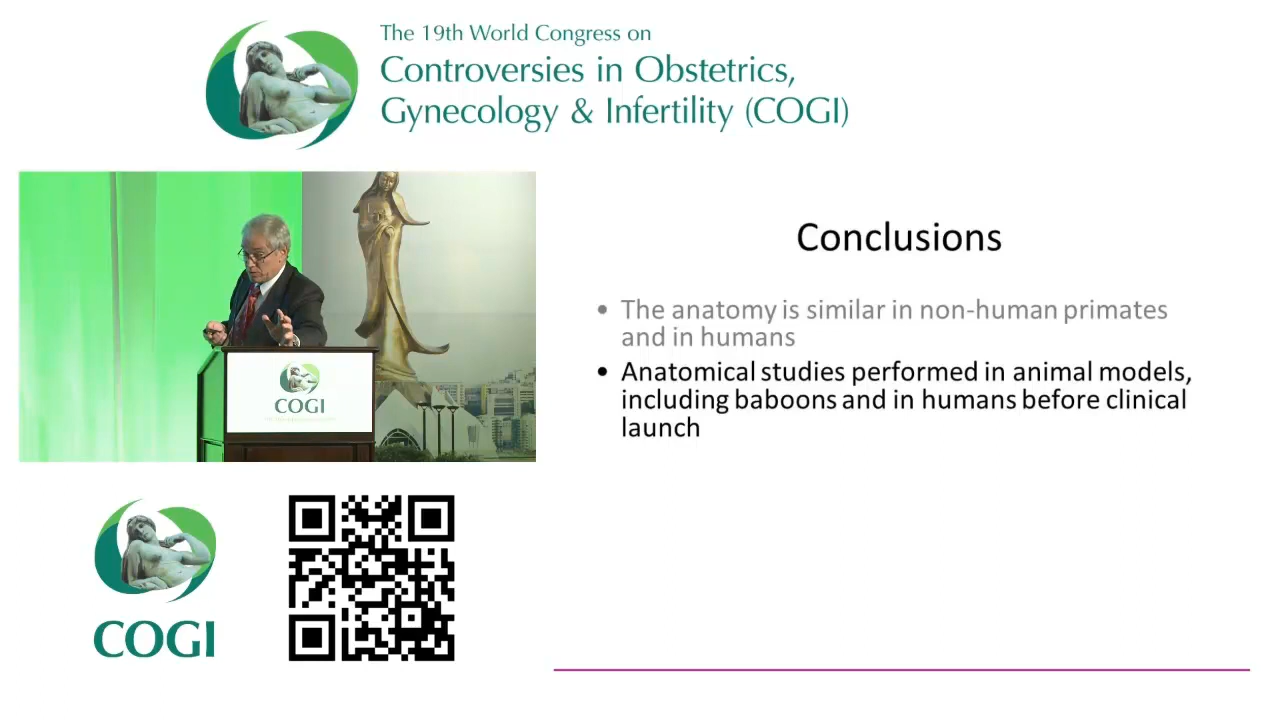 The 19th World Congress on
Controversies in Obstetrics,
Gynecology & Infertility (COGI)
Conclusions
• The anatomy is similar in non-human primates
and in humans
• Anatomical studies performed in animal models,
including baboons and in humans before clinical
launch
COGI
COGI